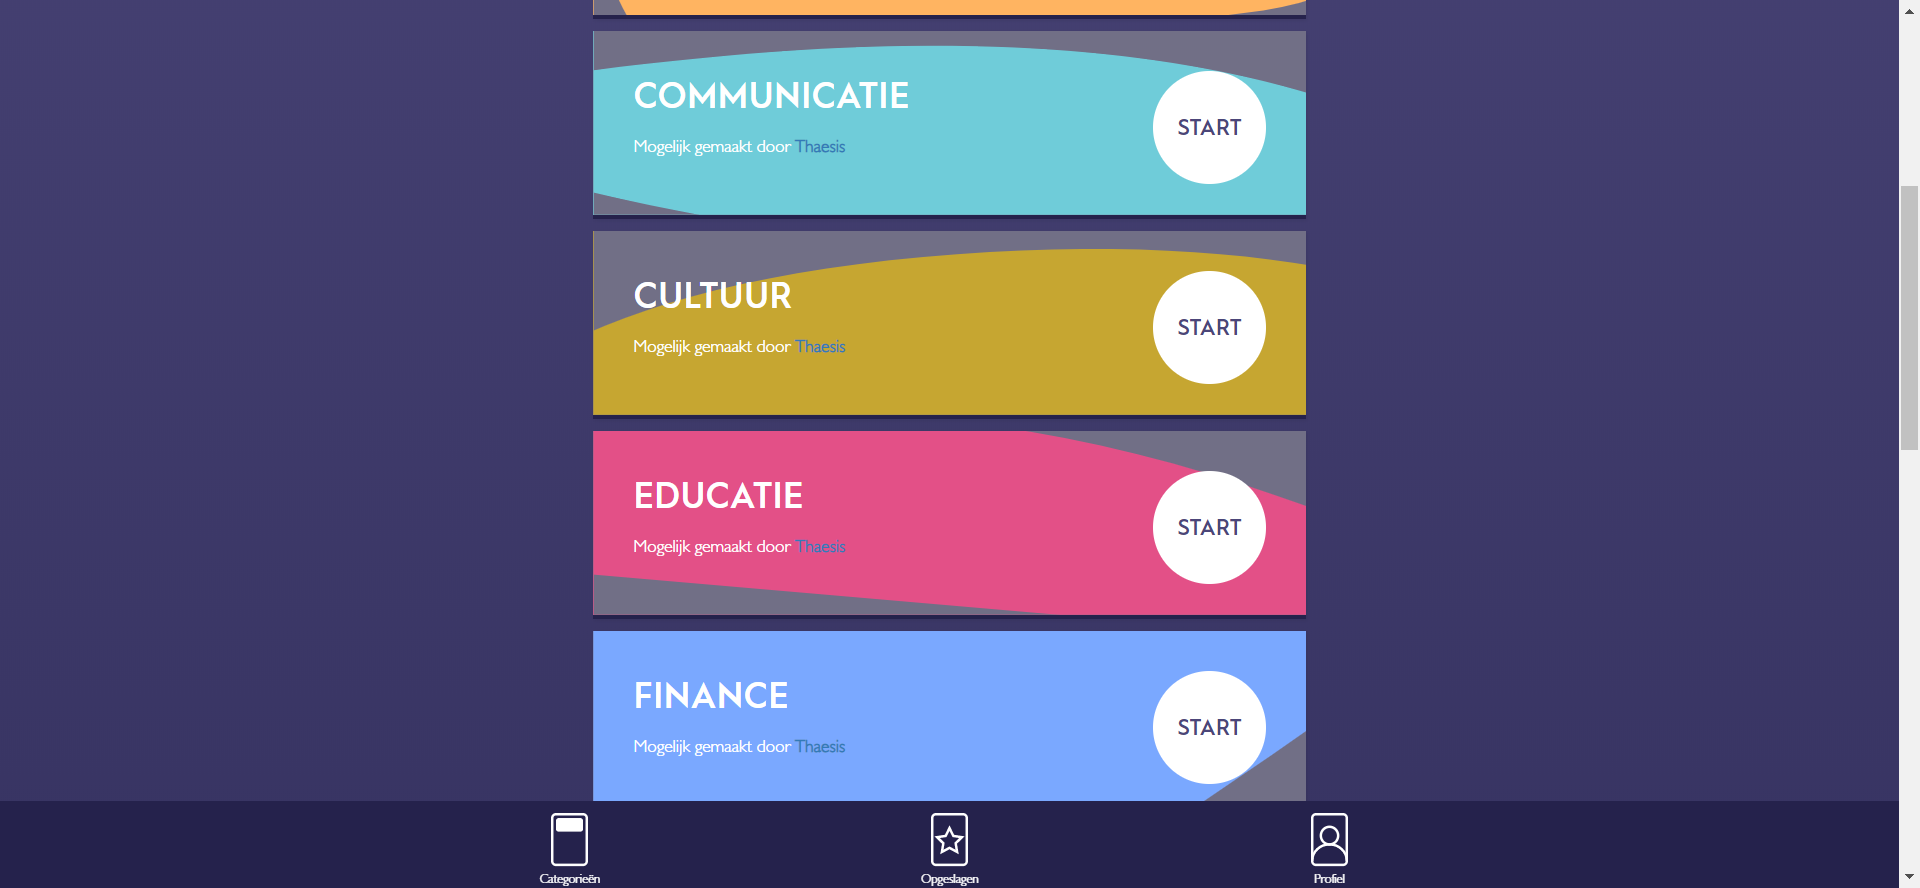 COMMUNICATIE
Mogelijk gemaakt door Thaesis
START
CULTUUR
Mogelijk gemaakt door Thaesis
START
EDUCATIE
Mogelijk gemaakt door Thaesis
START
FINANCE
Mogelijk gemaakt door Thaesis
START
Categorieën
Opgeslagen
Profiel